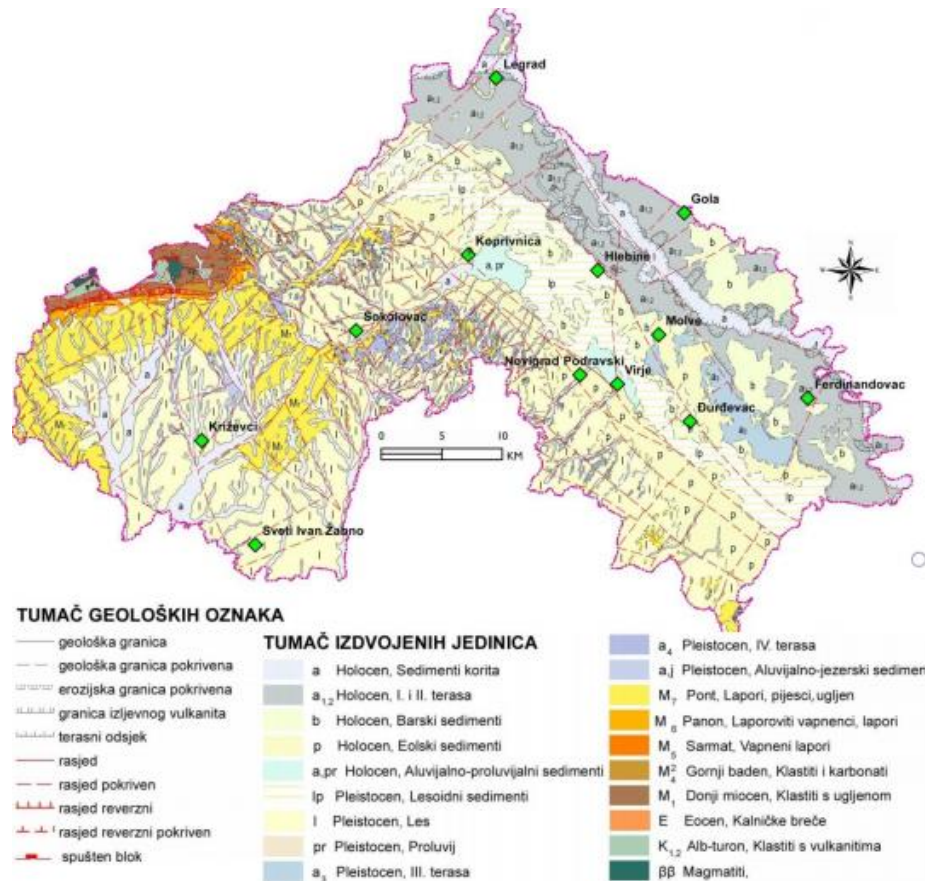 Legrad
Gola
Koprivnica
Hlebine
Sokolovac
Molve
Novigrad Podravski
Virje
Ferdinandovac
Đurđevac
Križevci
Sveti Ivan Žabno
0 5 10
KM
TUMAČ GEOLOŠKIH OZNAKA
geološka granica
geološka granica pokrivena
erozijska granica pokrivena
granica izljevnog vulkanita
terasni odsjek
rasjed
rasjed pokriven
rasjed reverzni
rasjed reverzni pokriven
spušten blok
TUMAČ IZDVOJENIH JEDINICA
a Holocen, Sedimenti korita
a1,2 Holocen, I. i II. terasa
b Holocen, Barski sedimenti
p Holocen, Eolski sedimenti
a,pr Holocen, Aluvijalno-proluvijalni sedimenti
lp Pleistocen, Lesoidni sedimenti
l Pleistocen, Les
pr Pleistocen, Proluvij
a3 Pleistocen, III. terasa
a4 Pleistocen, IV. terasa
a,j Pleistocen, Aluvijalno-jezerski sediment
M7 Pont, Lapori, pijesci, ugljen
M6 Panon, Laporoviti vapnenci, lapori
M5 Sarmat, Vapneni lapori
M4² Gornji baden, Klastiti i karbonati
M1 Donji miocen, Klastiti s ugljenom
E Eocen, Kalničke breče
K1,2 Alb-turon, Klastiti s vulkanitima
ββ Magmatiti,